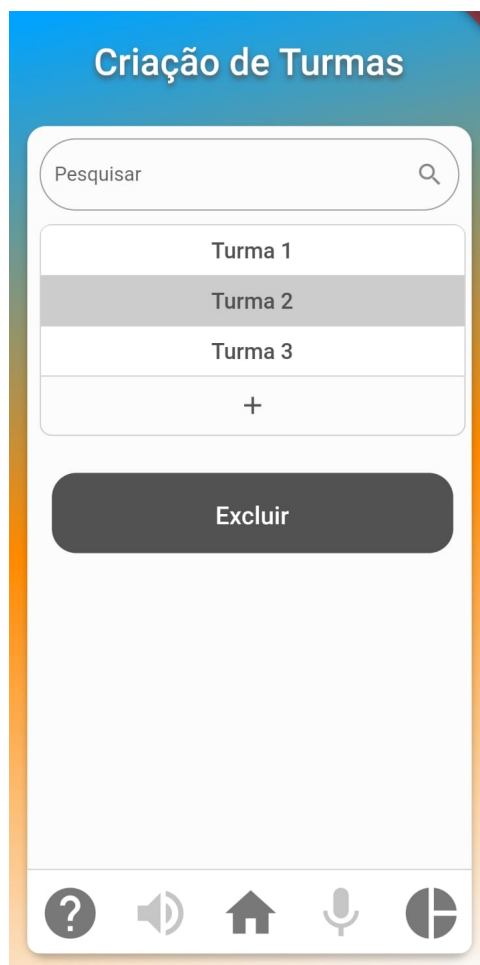 Criação de Turmas
Pesquisar
Turma 1
Turma 2
Turma 3
+
Excluir
?